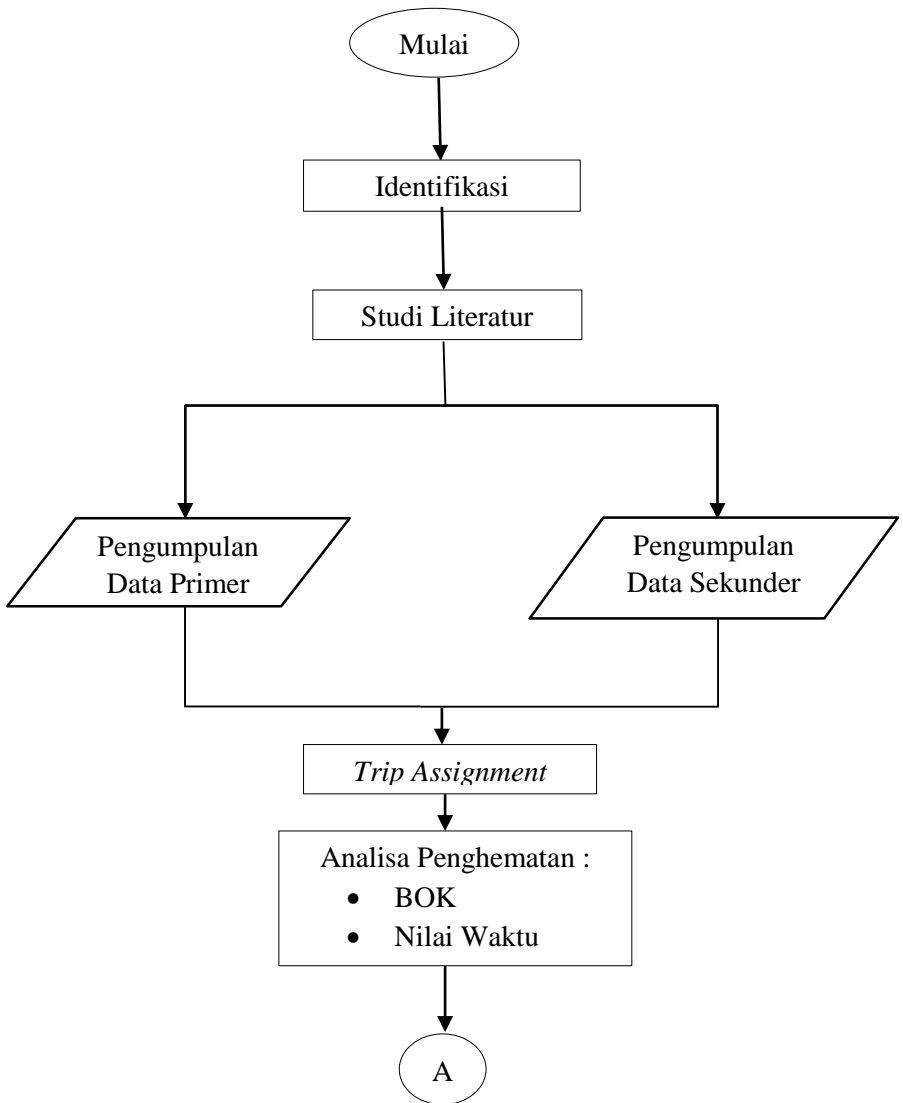 Mulai
Identifikasi
Studi Literatur
Pengumpulan
Data Primer
Pengumpulan
Data Sekunder
Trip Assignment
Analisa Penghematan :
• BOK
• Nilai Waktu
A